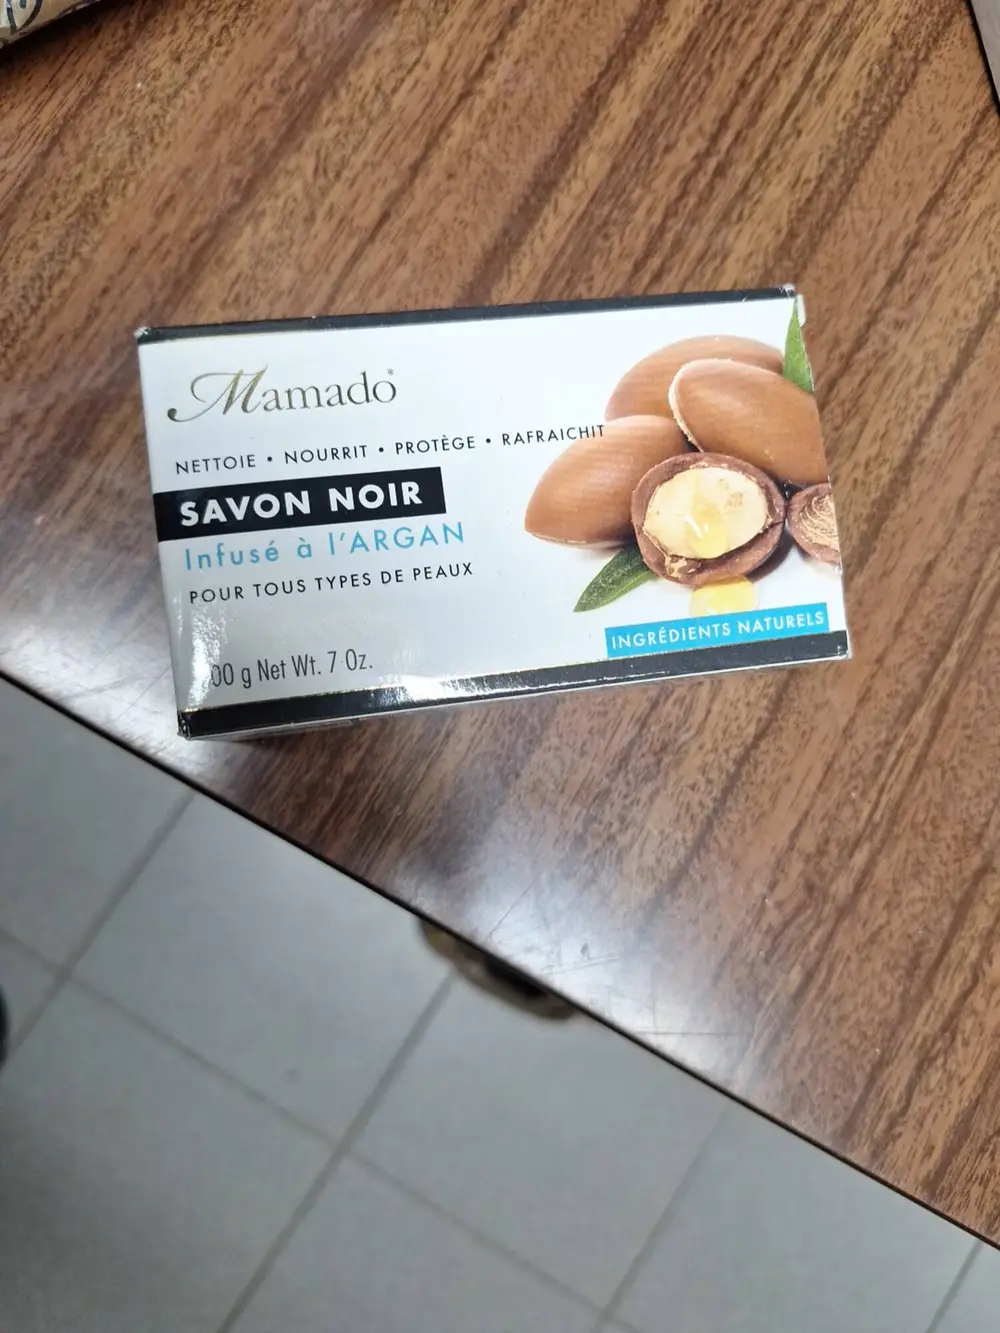 Mamado®
NETTOIE • NOURRIT • PROTÈGE • RAFRAICHIT
SAVON NOIR
Infusé à l'ARGAN
POUR TOUS TYPES DE PEAUX
g Net Wt. 7 Oz.
INGRÉDIENTS NATURELS